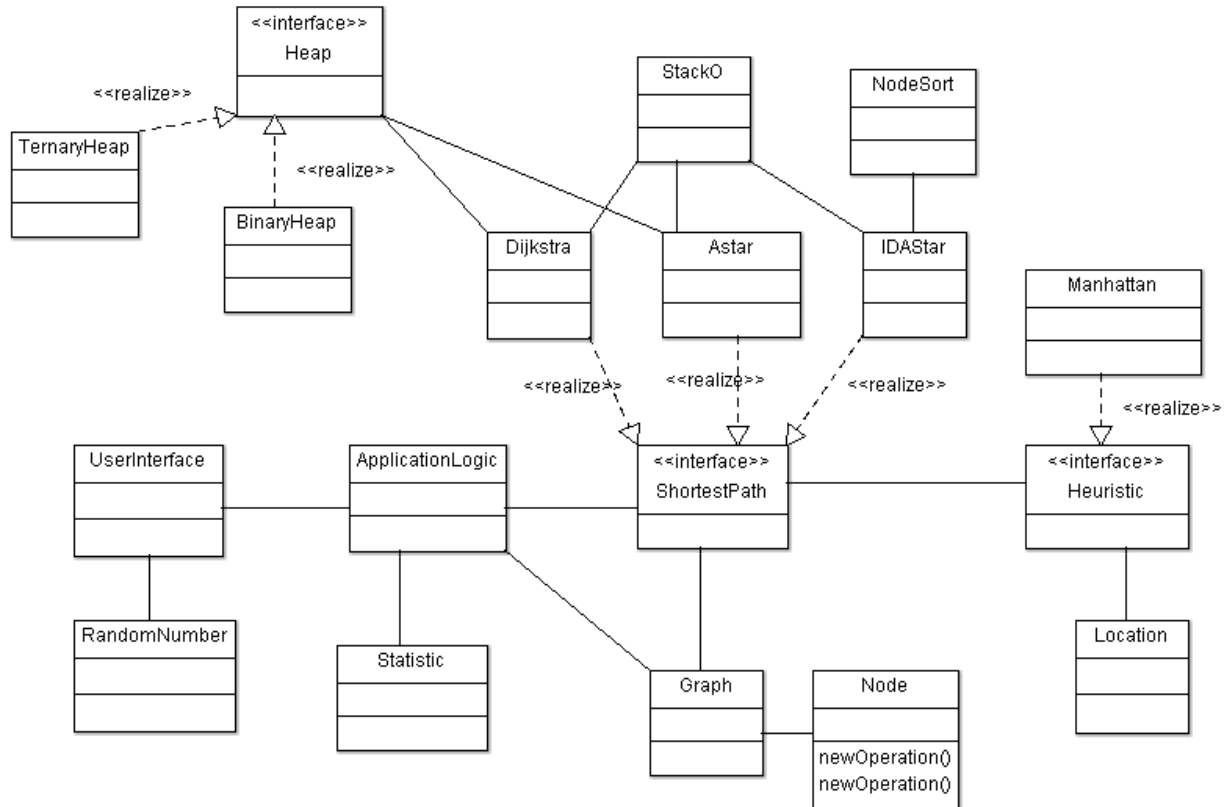 <<interface>>
Heap
StackO
NodeSort
<<realize>>
TernaryHeap
<<realize>>
BinaryHeap
Dijkstra
Astar
IDAStar
Manhattan
<<realize>>
<<realize>>
<<realize>>
<<realize>>
UserInterface
ApplicationLogic
<<interface>>
ShortestPath
<<interface>>
Heuristic
RandomNumber
Statistic
Graph
Node
newOperation()
newOperation()
Location